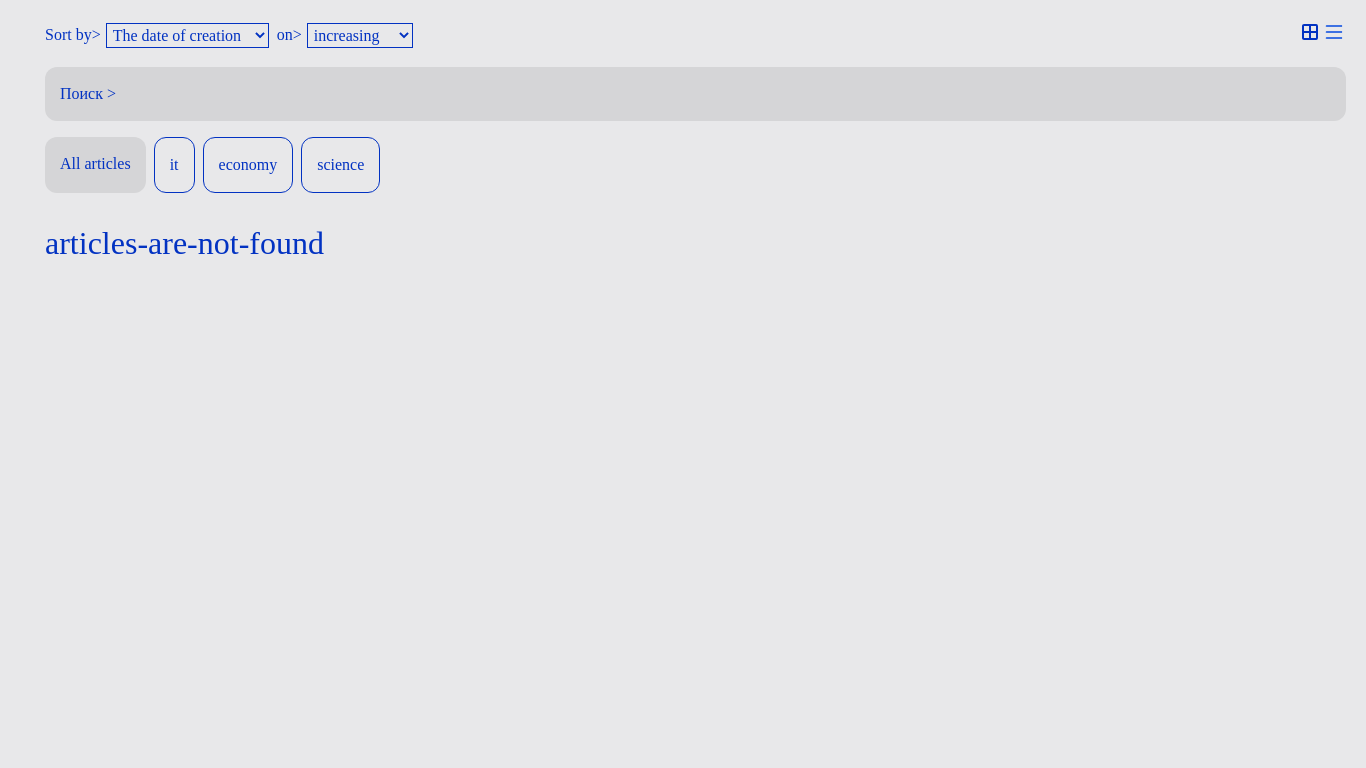 Sort by> The date of creation on> increasing
Поиск >
All articles it economy science
articles-are-not-found